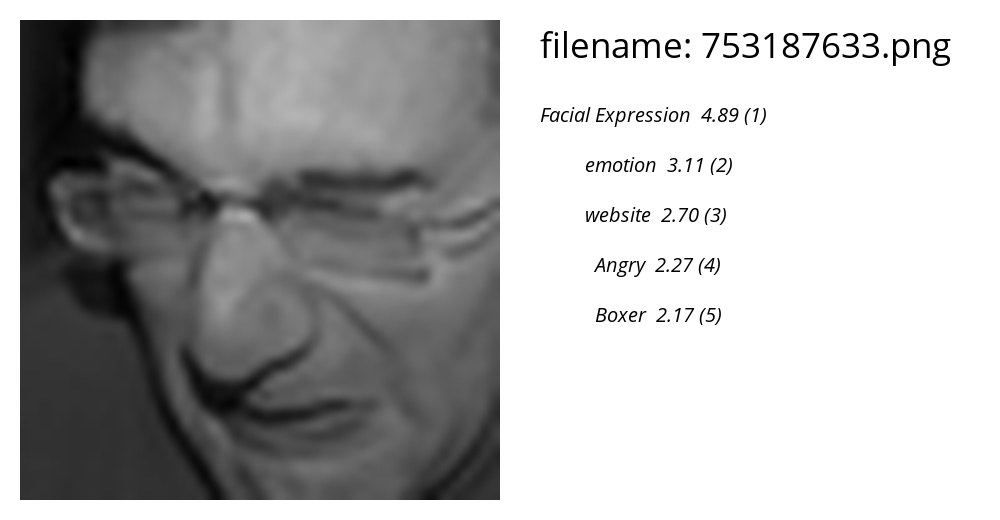 filename: 753187633.png
Facial Expression 4.89 (1)
emotion 3.11 (2)
website 2.70 (3)
Angry 2.27 (4)
Boxer 2.17 (5)